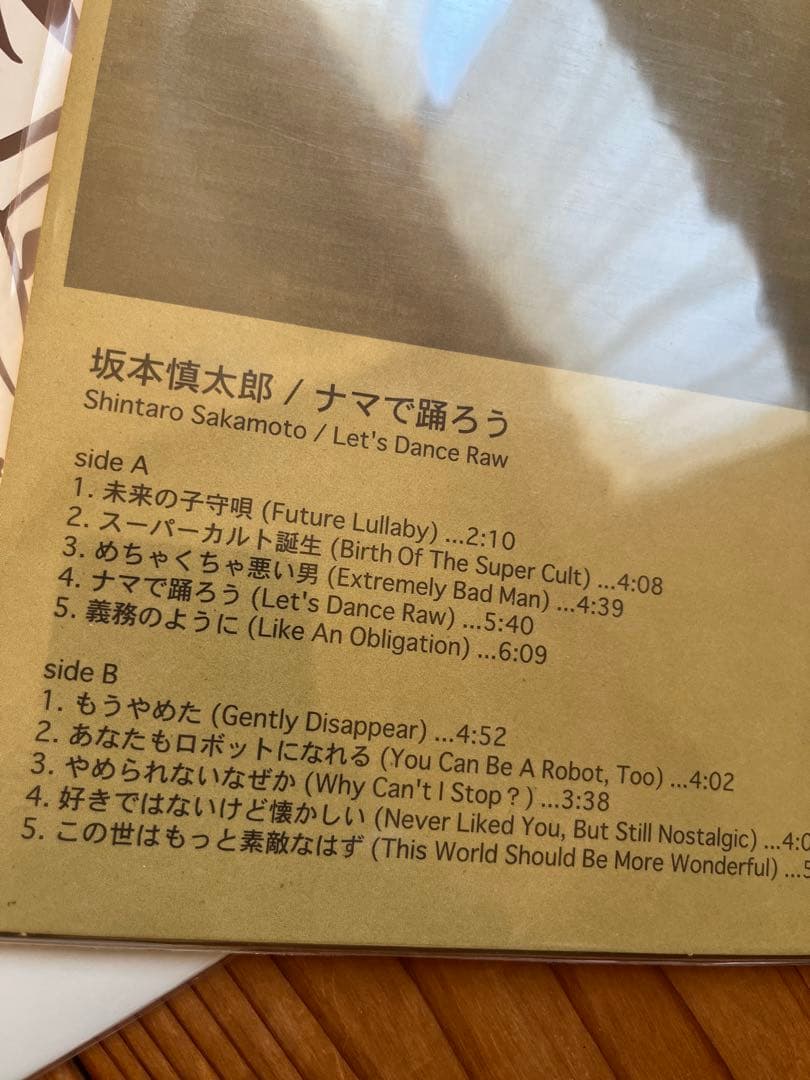 坂本慎太郎 / ナマで踊ろう
Shintaro Sakamoto / Let's Dance Raw
side A
1. 未来の子守唄 (Future Lullaby) ...2:10
2. スーパーカルト誕生 (Birth Of The Super Cult) ...4:08
3. めちゃくちゃ悪い男 (Extremely Bad Man) ...4:39
4. ナマで踊ろう (Let's Dance Raw) ...5:40
5. 義務のように (Like An Obligation) ...6:09
side B
1. もうやめた (Gently Disappear) ...4:52
2. あなたもロボットになれる (You Can Be A Robot, Too) ...4:02
3. やめられないなぜか (Why Can't I Stop？) ...3:38
4. 好きではないけど懐かしい (Never Liked You, But Still Nostalgic) ...4:0
5. この世はもっと素敵なはず (This World Should Be More Wonderful) ...